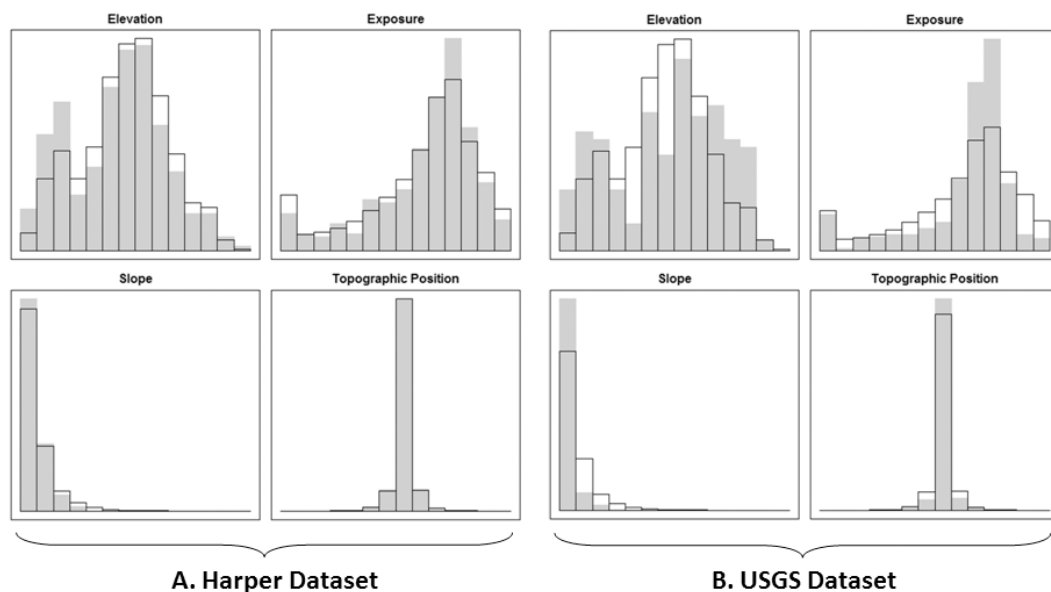 Elevation
Exposure
Elevation
Exposure
Slope
Topographic Position
Slope
Topographic Position
A. Harper Dataset
B. USGS Dataset